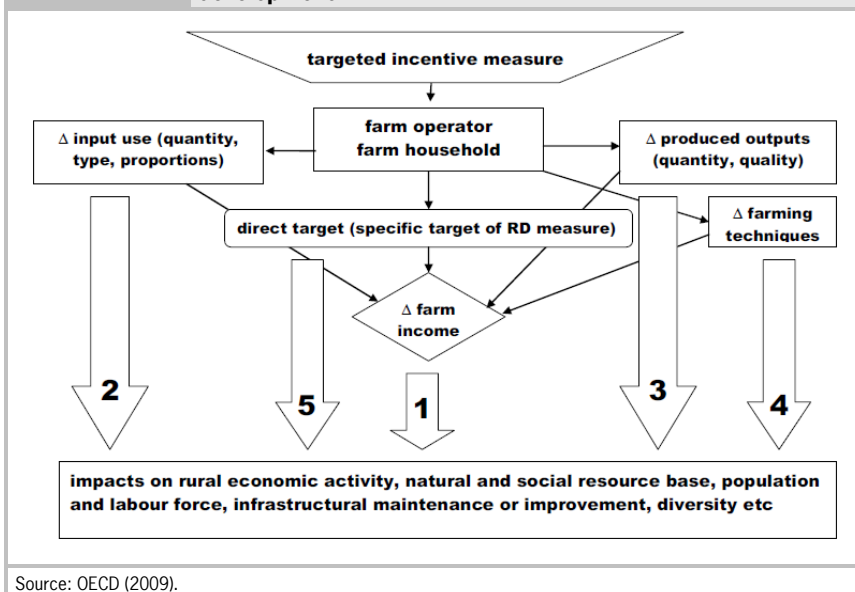 targeted incentive measure
farm operator
farm household
∆ input use (quantity,
type, proportions)
∆ produced outputs
(quantity, quality)
direct target (specific target of RD measure)
∆ farming
techniques
∆ farm
income
2
5
1
3
4
impacts on rural economic activity, natural and social resource base, population
and labour force, infrastructural maintenance or improvement, diversity etc
Source: OECD (2009).